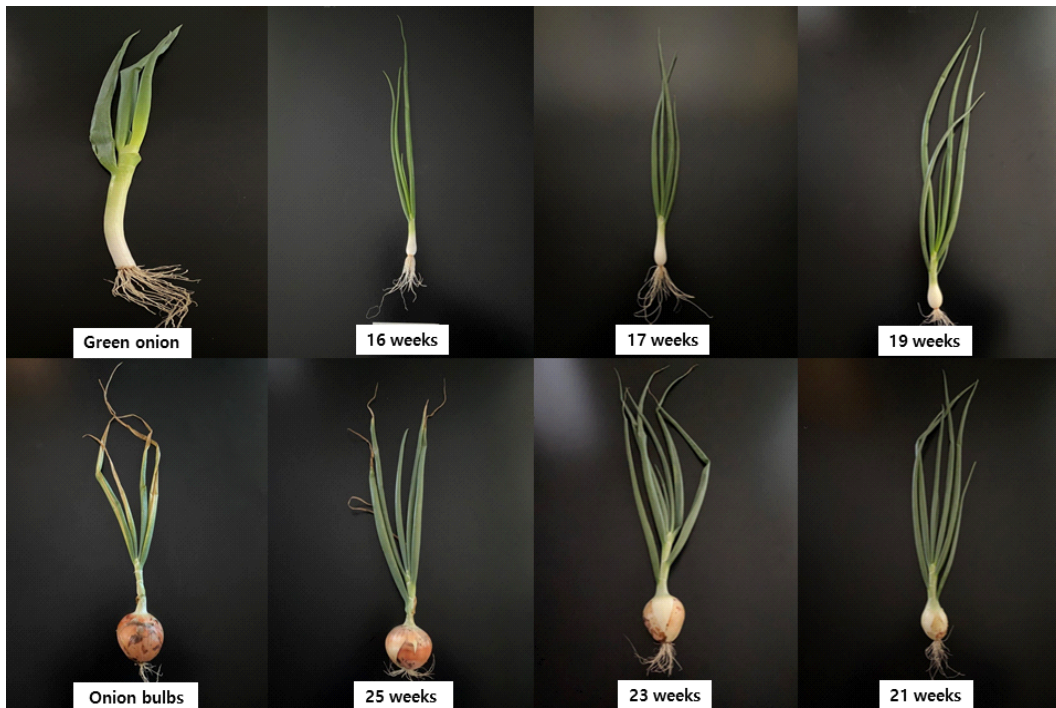 Green onion
16 weeks
17 weeks
19 weeks
Onion bulbs
25 weeks
23 weeks
21 weeks